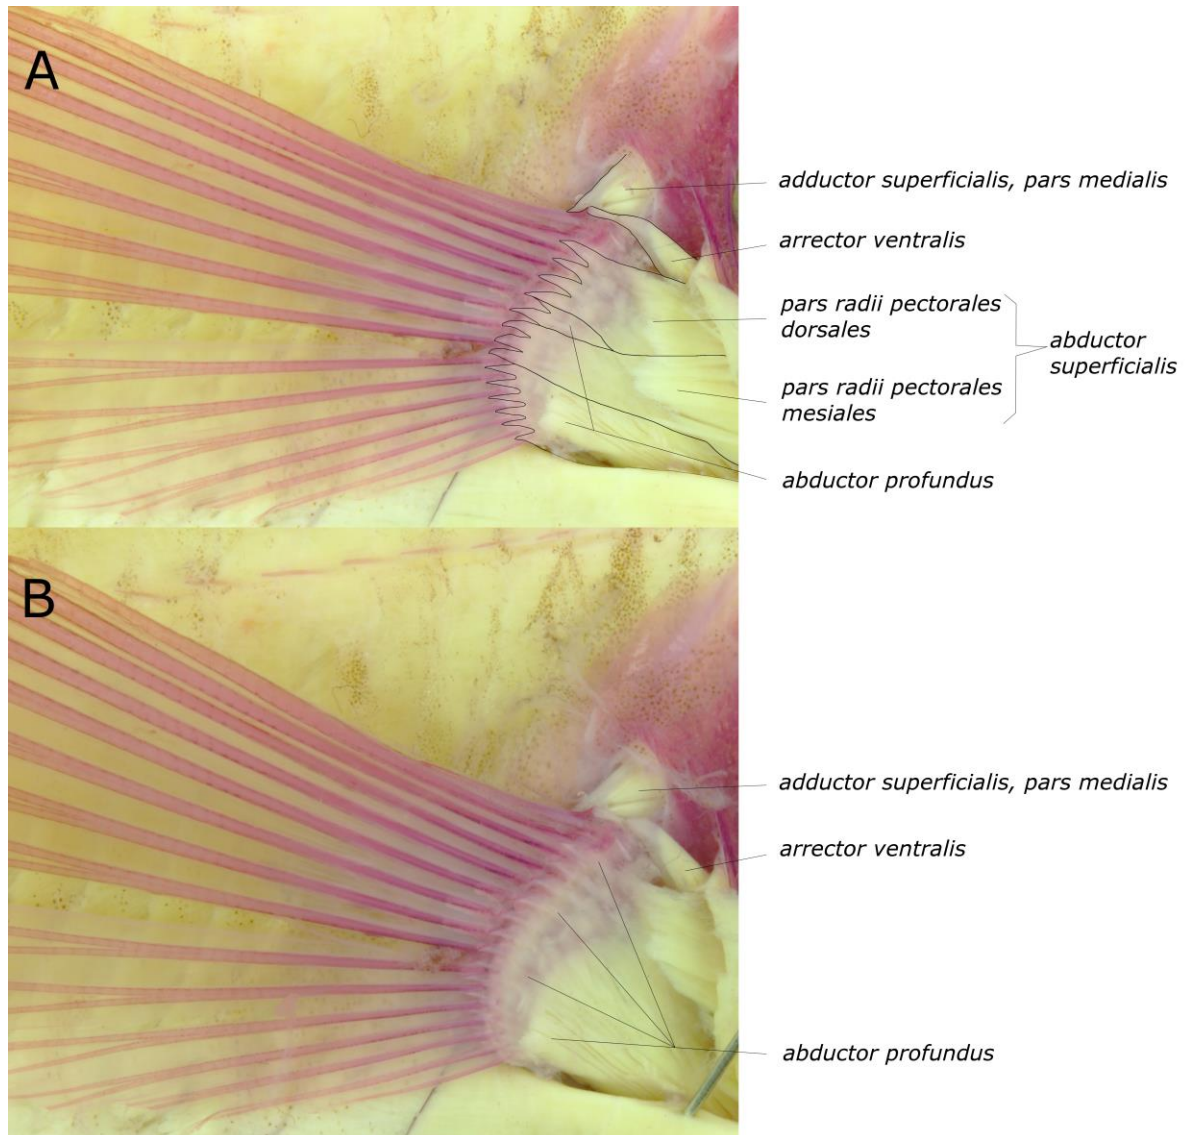 A
adductor superficialis, pars medialis
arrector ventralis
pars radii pectorales
dorsales
abductor
superficialis
pars radii pectorales
mesiales
abductor profundus
B
adductor superficialis, pars medialis
arrector ventralis
abductor profundus